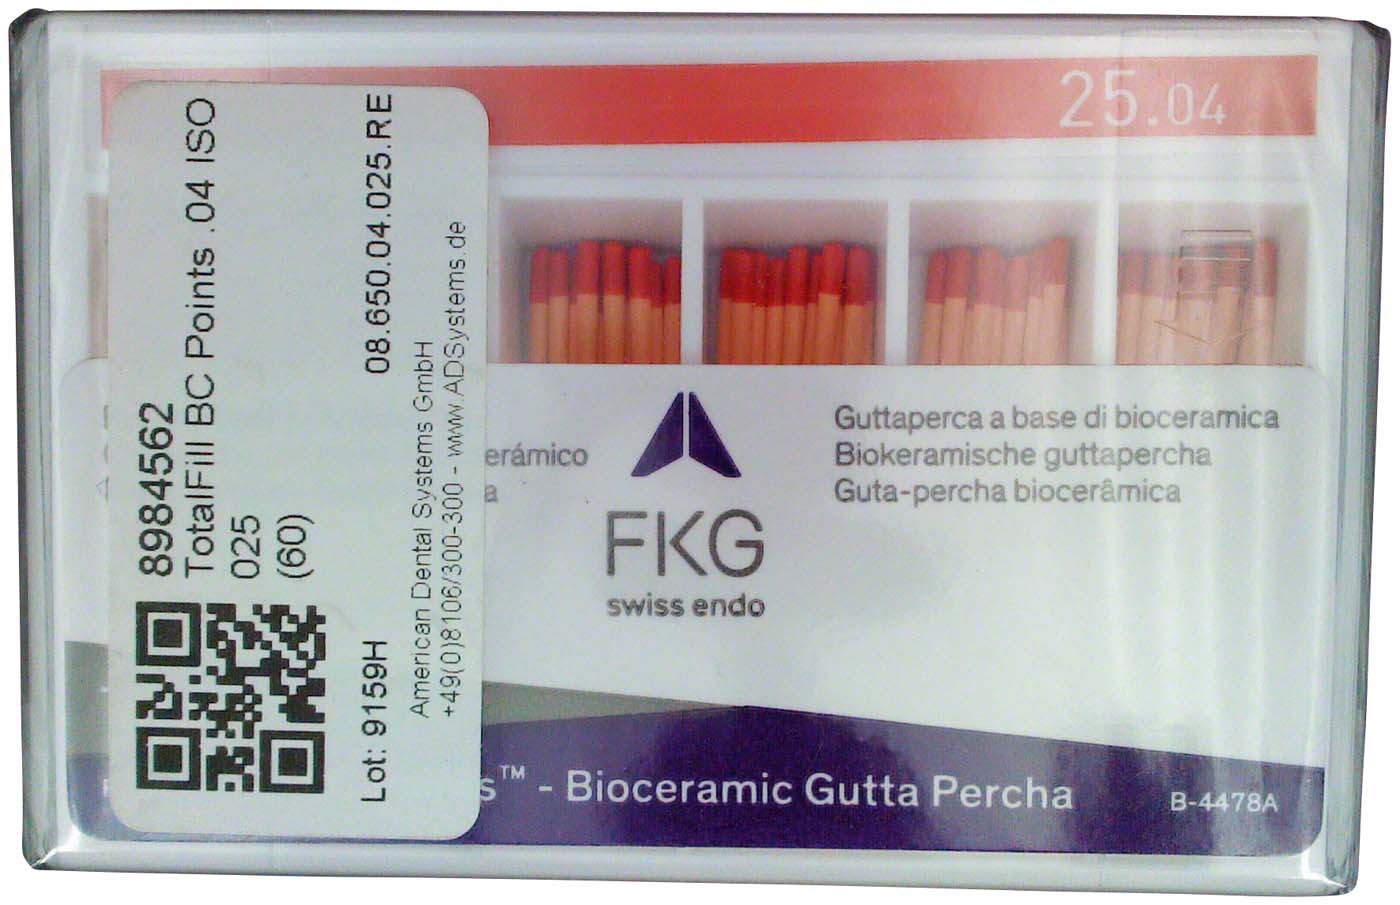 25.04
8984562
TotalFill BC Points .04 ISO
025
(60)
08.650.04.025.RE
Lot: 9159H
American Dental Systems GmbH
+49(0)8106/300-300 - www.ADSystems.de
erámico
a
FKG
swiss endo
Guttaperca a base di bioceramica
Biokeramische guttapercha
Guta-percha biocerâmica
s™ - Bioceramic Gutta Percha
B-4478A